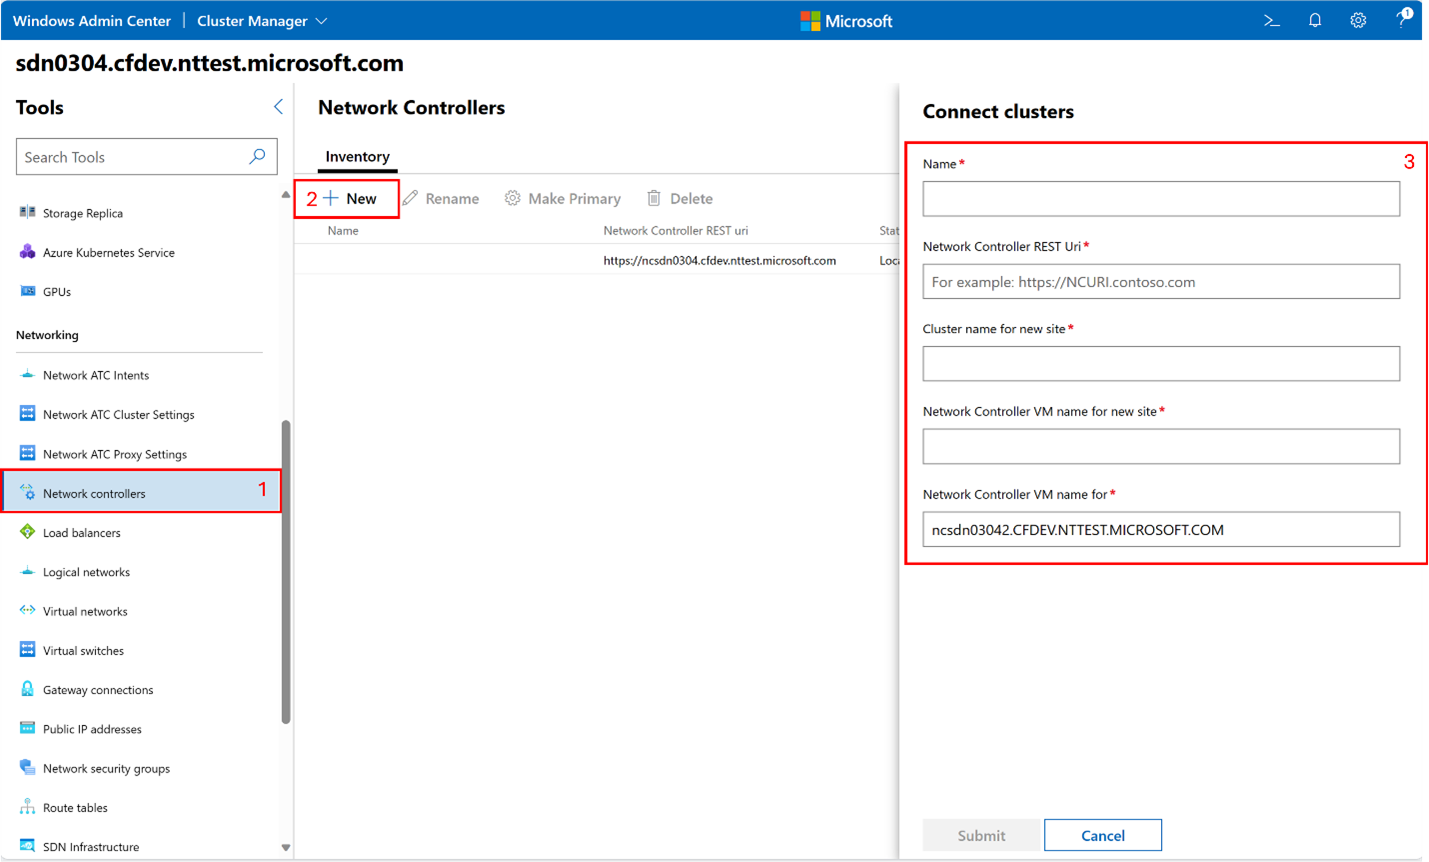 Windows Admin Center | Cluster Manager
Microsoft
1
sdn0304.cfdev.nttest.microsoft.com
Tools
Search Tools
Storage Replica
Azure Kubernetes Service
GPUs
Networking
Network ATC Intents
Network ATC Cluster Settings
Network ATC Proxy Settings
Network controllers 1
Load balancers
Logical networks
Virtual networks
Virtual switches
Gateway connections
Public IP addresses
Network security groups
Route tables
SDN Infrastructure
Network Controllers
Inventory
2 New Rename Make Primary Delete
Name Network Controller REST uri Stat
https://ncsdn0304.cfdev.nttest.microsoft.com Loca
Connect clusters
3
Name*
Network Controller REST Uri*
For example: https://NCURI.contoso.com
Cluster name for new site*
Network Controller VM name for new site*
Network Controller VM name for*
ncsdn03042.CFDEV.NTTEST.MICROSOFT.COM
Submit Cancel